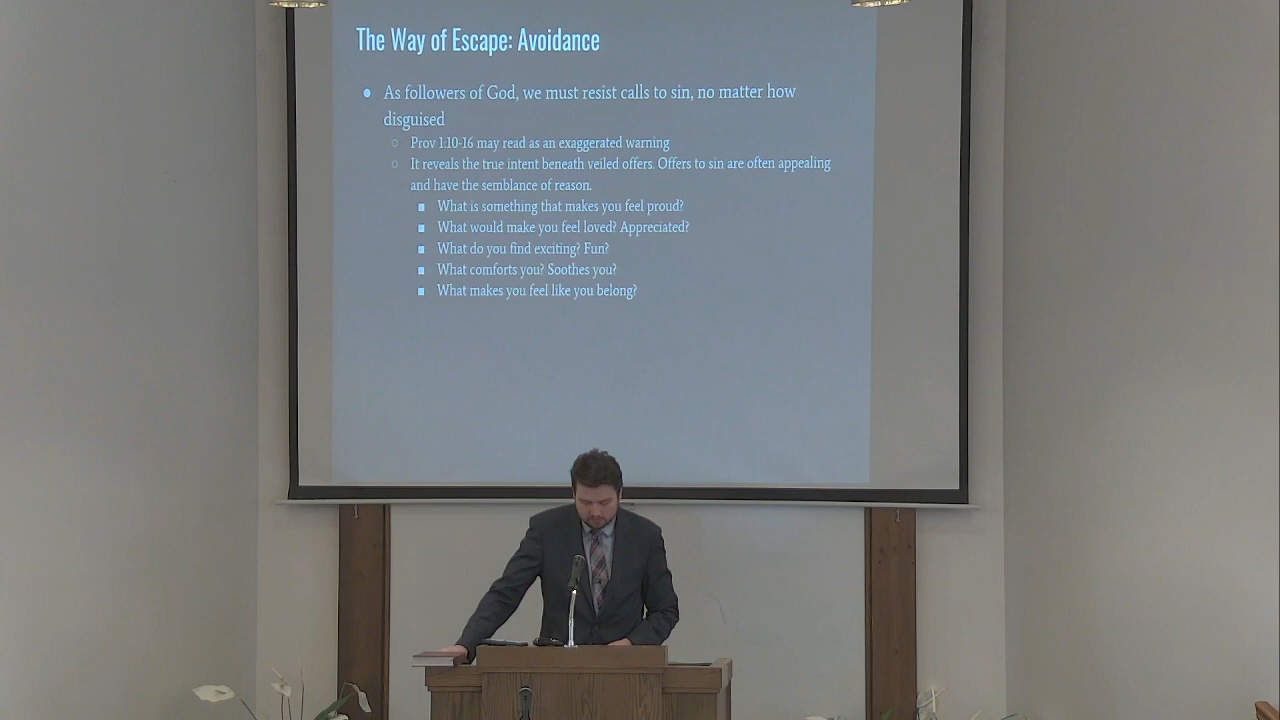 The Way of Escape: Avoidance
● As followers of God, we must resist calls to sin, no matter how
disguised
○ Prov 1:10-16 may read as an exaggerated warning
○ It reveals the true intent beneath veiled offers. Offers to sin are often appealing
and have the semblance of reason.
■ What is something that makes you feel proud?
■ What would make you feel loved? Appreciated?
■ What do you find exciting? Fun?
■ What comforts you? Soothes you?
■ What makes you feel like you belong?